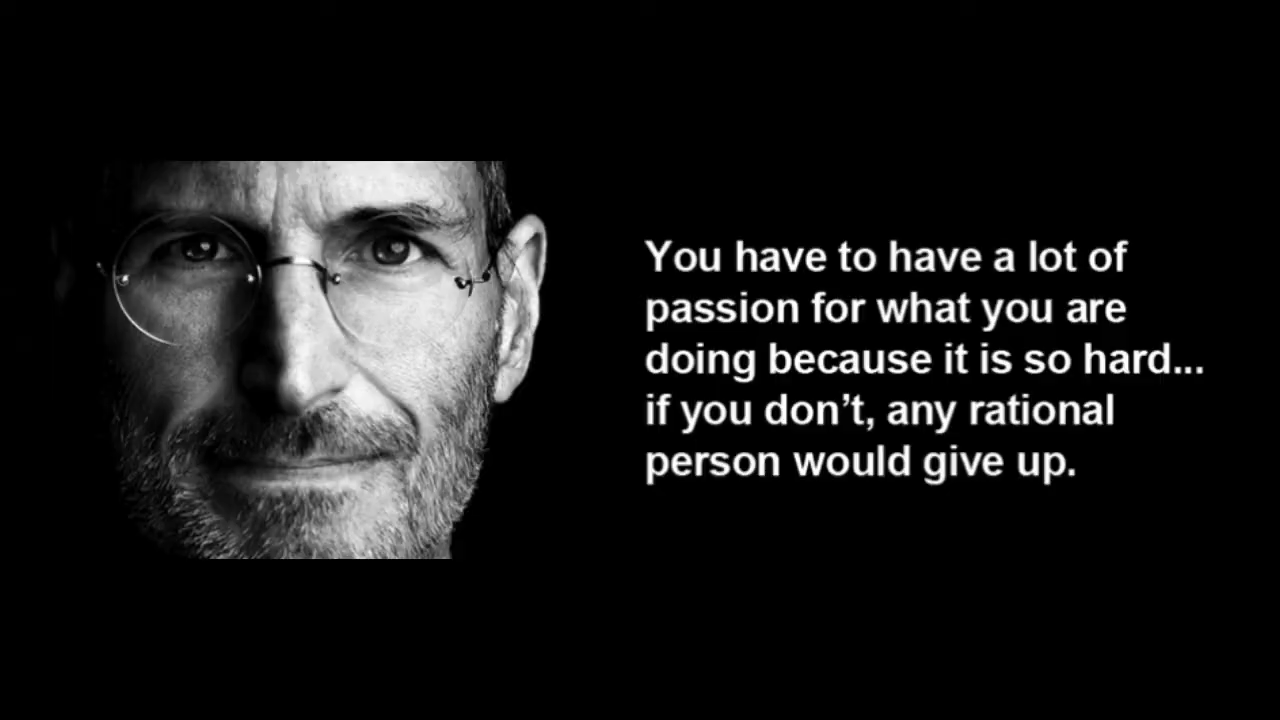 You have to have a lot of
passion for what you are
doing because it is so hard...
if you don’t, any rational
person would give up.